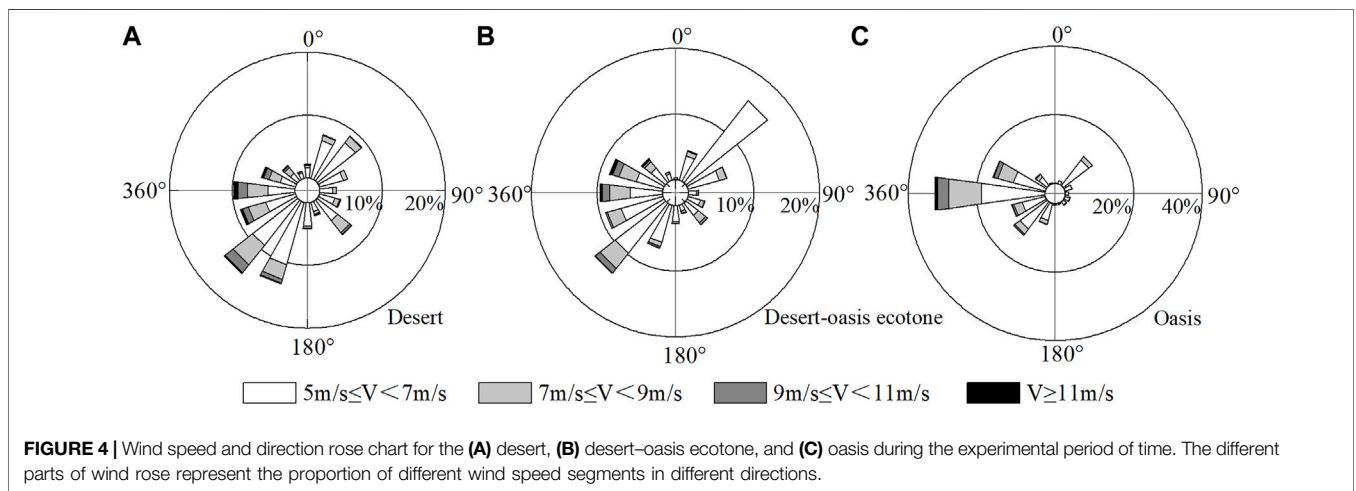 A
B
C
0°
0°
0°
360°
10%
20%
90°
360°
10%
20%
90°
360°
20%
40%
90°
Desert
Desert-oasis ecotone
Oasis
180°
180°
180°
5m/s≤V<7m/s
7m/s≤V<9m/s
9m/s≤V<11m/s
V≥11m/s
FIGURE 4 | Wind speed and direction rose chart for the (A) desert, (B) desert–oasis ecotone, and (C) oasis during the experimental period of time. The different
parts of wind rose represent the proportion of different wind speed segments in different directions.